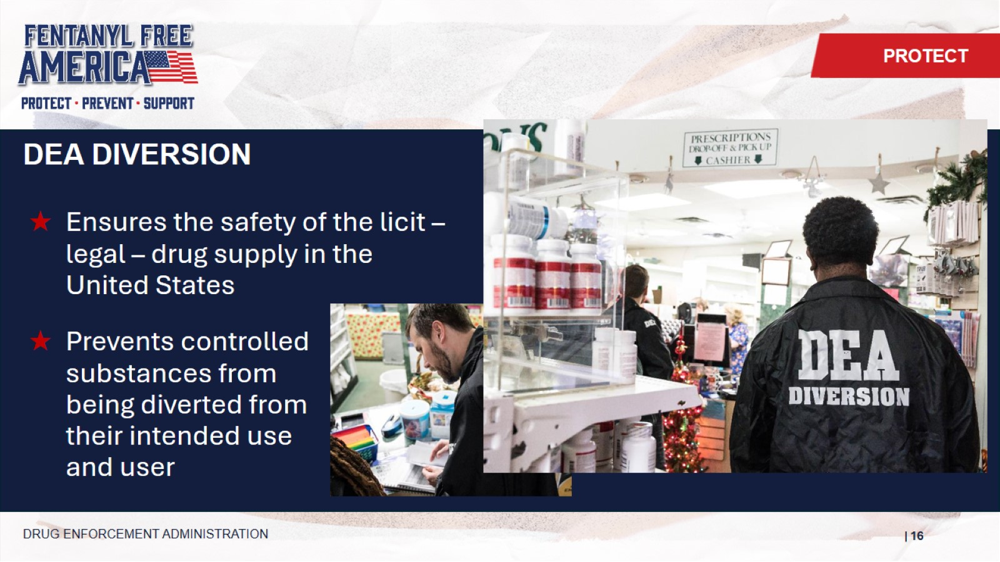 FENTANYL FREE
AMERICA
PROTECT • PREVENT • SUPPORT
PROTECT
DEA DIVERSION
Ensures the safety of the licit –
legal – drug supply in the
United States
Prevents controlled
substances from
being diverted from
their intended use
and user
ONS
PRESCRIPTIONS
DROP-OFF & PICK UP
CASHIER
DEA
DIVERSION
DRUG ENFORCEMENT ADMINISTRATION
| 16